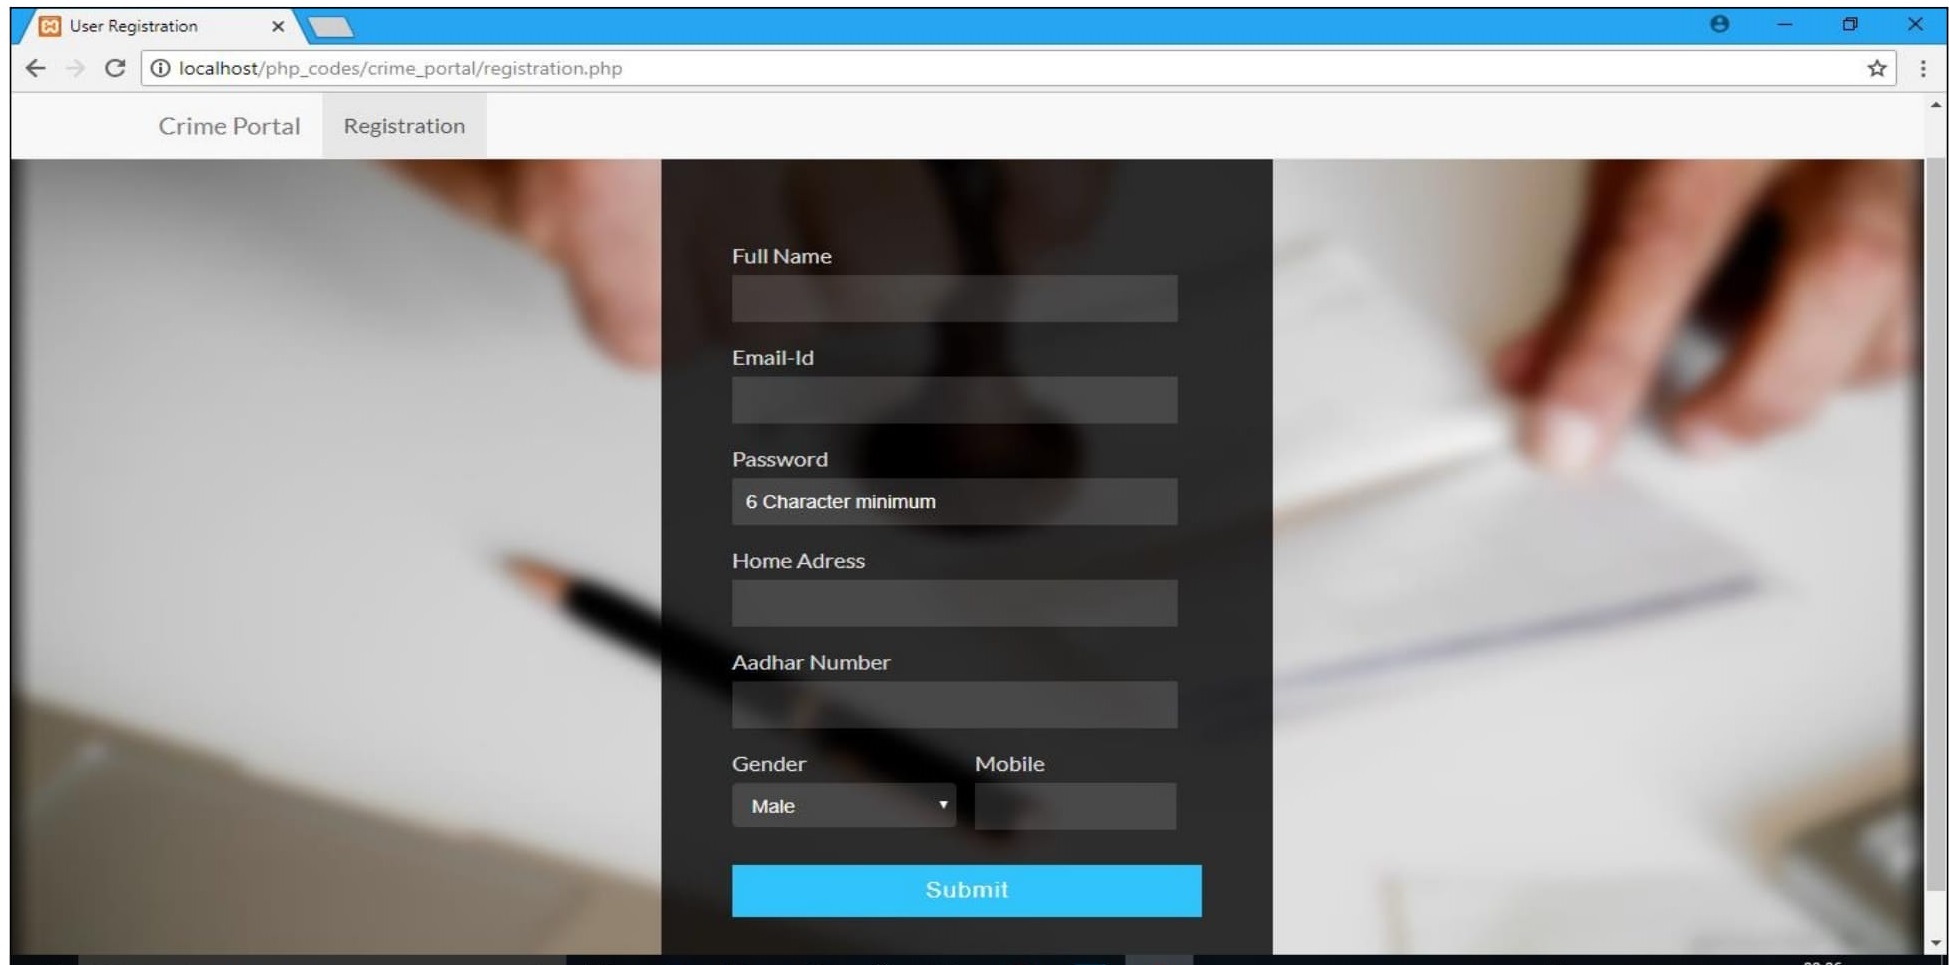 User Registration
localhost/php_codes/crime_portal/registration.php
Crime Portal Registration
Full Name
Email-Id
Password
6 Character minimum
Home Adress
Aadhar Number
Gender Mobile
Male
Submit